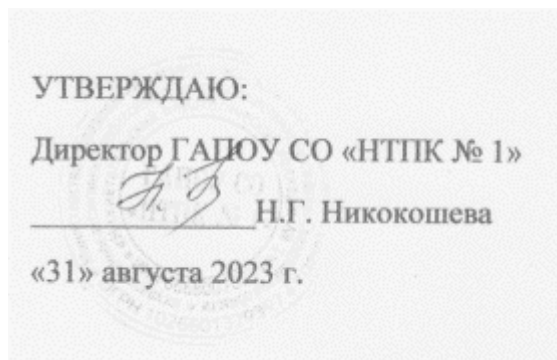 УТВЕРЖДАЮ:
Директор ГАПОУ СО «НТПК № 1»
Н.Г. Никокошева
«31» августа 2023 г.